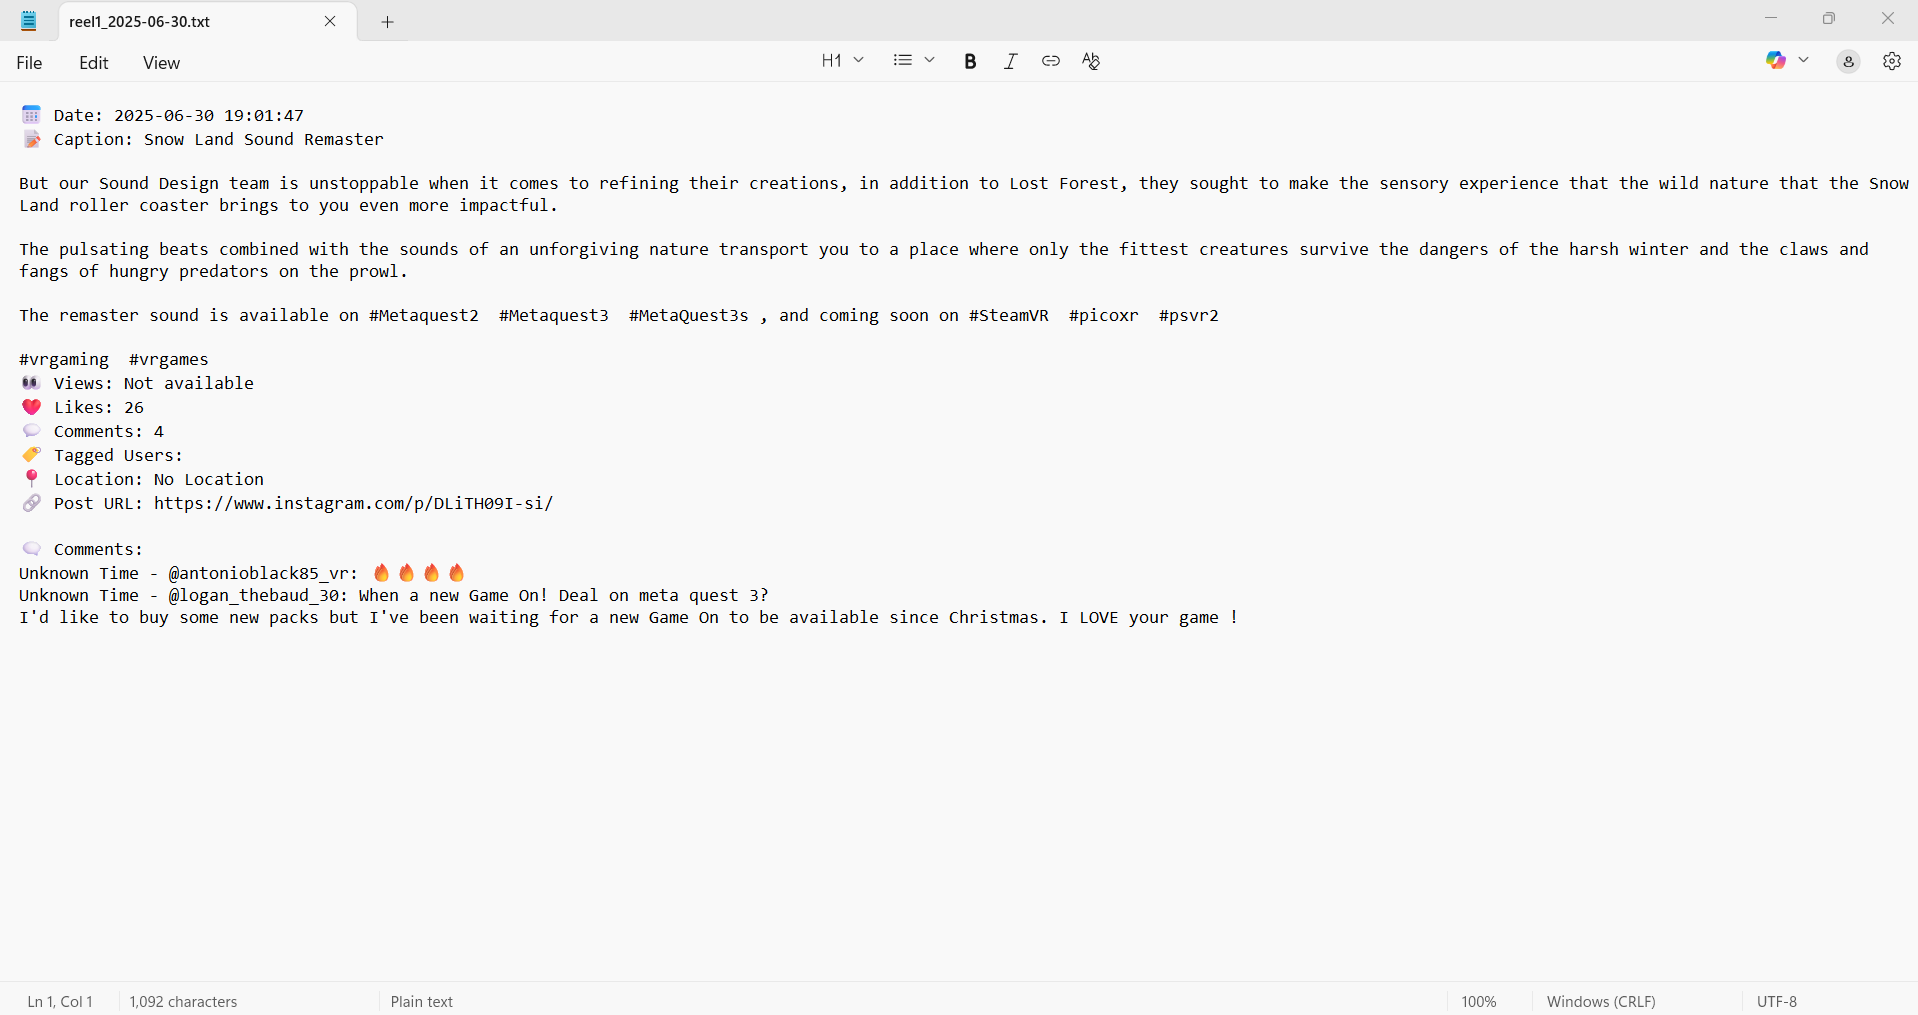 reel1_2025-06-30.txt
File Edit View H1
📅 Date: 2025-06-30 19:01:47
📝 Caption: Snow Land Sound Remaster
But our Sound Design team is unstoppable when it comes to refining their creations, in addition to Lost Forest, they sought to make the sensory experience that the wild nature that the Snow
Land roller coaster brings to you even more impactful.
The pulsating beats combined with the sounds of an unforgiving nature transport you to a place where only the fittest creatures survive the dangers of the harsh winter and the claws and
fangs of hungry predators on the prowl.
The remaster sound is available on #Metaquest2  #Metaquest3  #MetaQuest3s , and coming soon on #SteamVR  #picoxr  #psvr2
#vrgaming  #vrgames
👀 Views: Not available
❤️ Likes: 26
💬 Comments: 4
🏷️ Tagged Users:
📍 Location: No Location
🔗 Post URL: https://www.instagram.com/p/DLiTH09I-si/
💬 Comments:
Unknown Time - @antonioblack85_vr: 🔥🔥🔥🔥
Unknown Time - @logan_thebaud_30: When a new Game On! Deal on meta quest 3?
I'd like to buy some new packs but I've been waiting for a new Game On to be available since Christmas. I LOVE your game !
Ln 1, Col 1 1,092 characters Plain text 100% Windows (CRLF) UTF-8